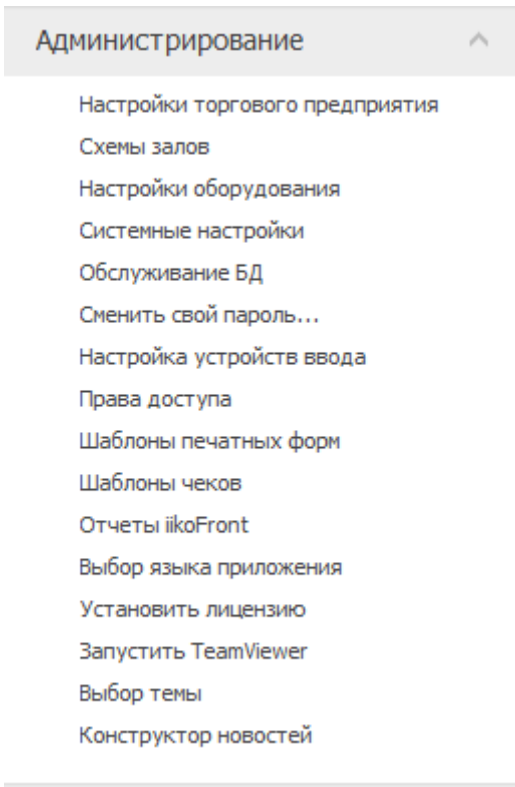 Администрирование
Настройки торгового предприятия
Схемы залов
Настройки оборудования
Системные настройки
Обслуживание БД
Сменить свой пароль...
Настройка устройств ввода
Права доступа
Шаблоны печатных форм
Шаблоны чеков
Отчеты iikoFront
Выбор языка приложения
Установить лицензию
Запустить TeamViewer
Выбор темы
Конструктор новостей